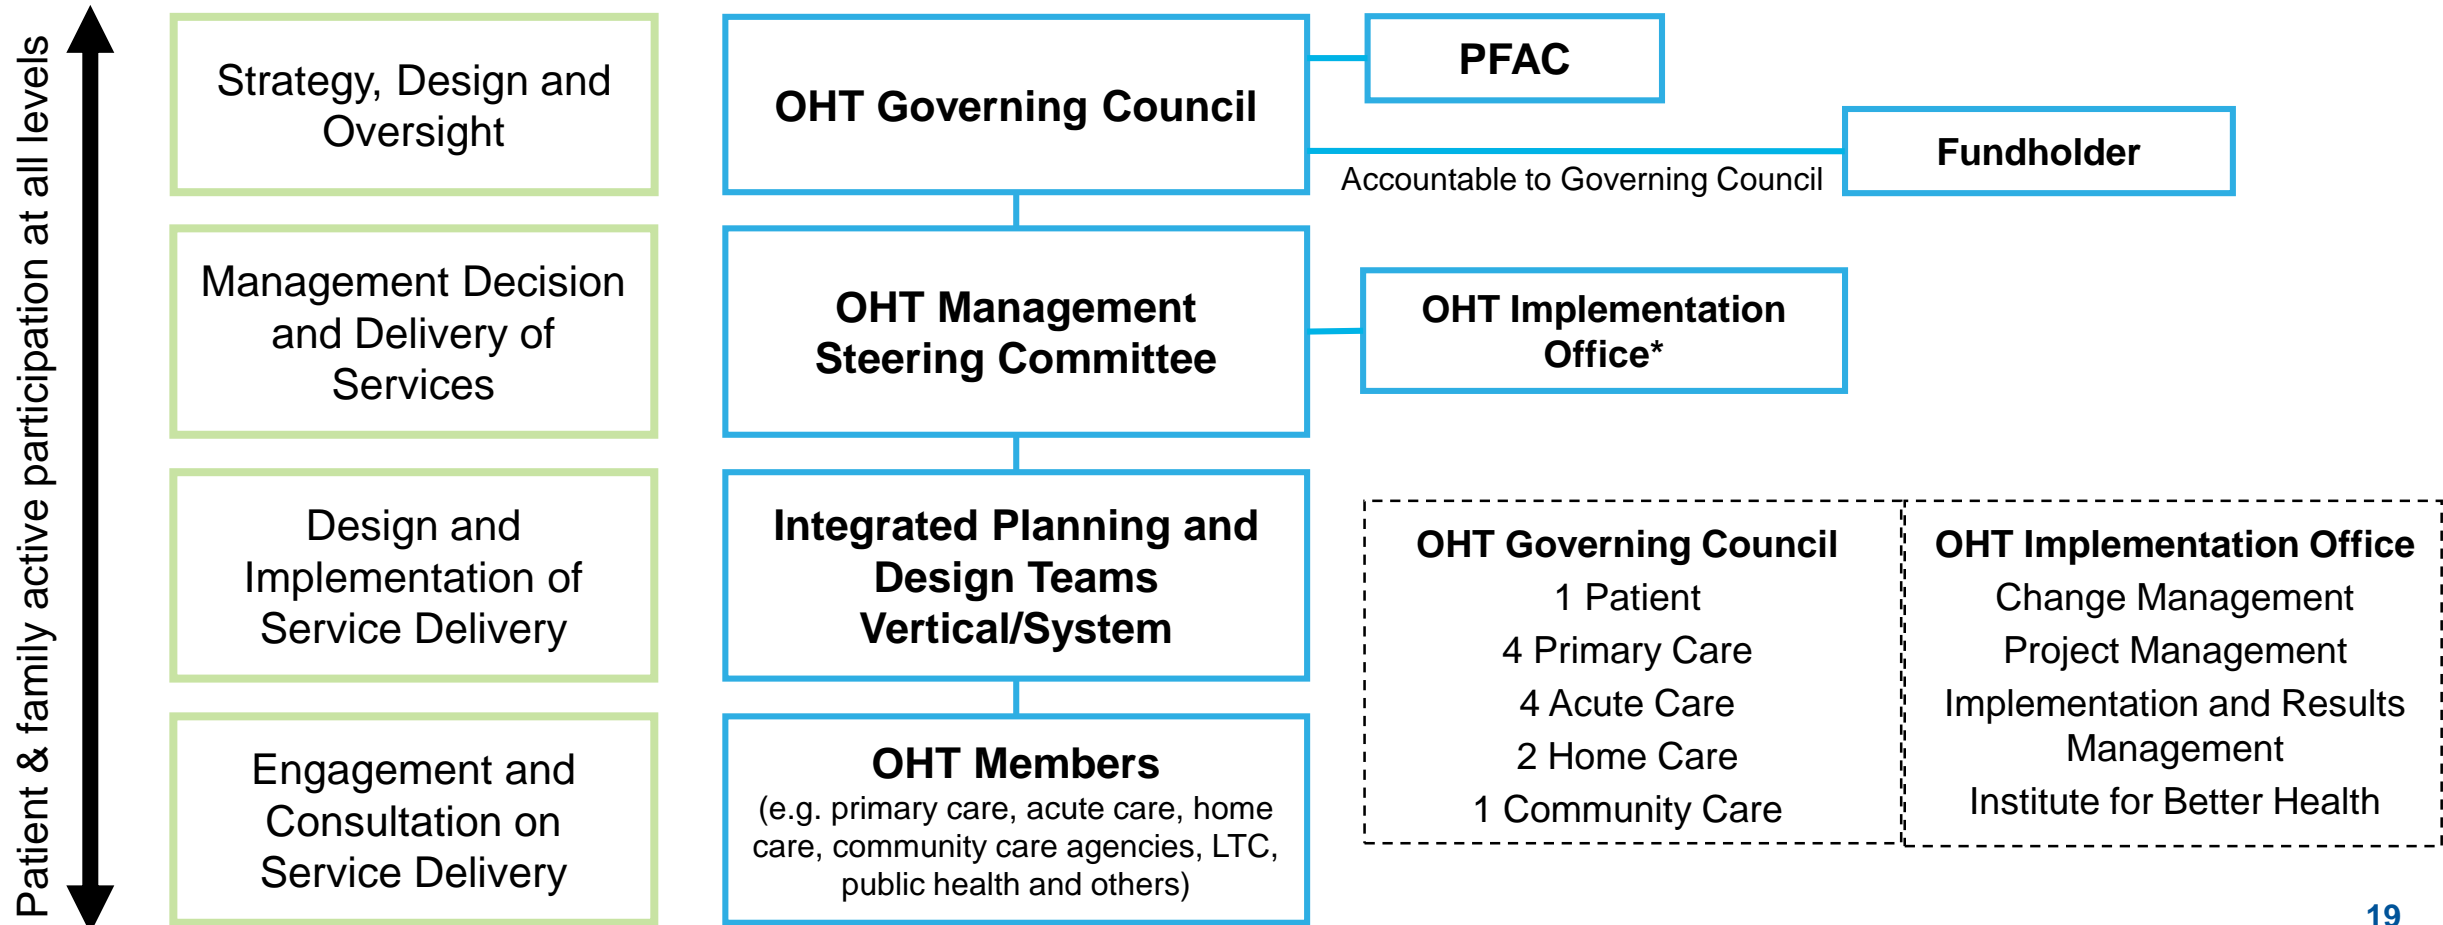 Patient & family active participation at all levels
Strategy, Design and
Oversight
OHT Governing Council
PFAC
Fundholder
Accountable to Governing Council
Management Decision
and Delivery of
Services
OHT Management
Steering Committee
OHT Implementation
Office*
Design and
Implementation of
Service Delivery
Integrated Planning and
Design Teams
Vertical/System
Engagement and
Consultation on
Service Delivery
OHT Members
(e.g. primary care, acute care, home
care, community care agencies, LTC,
public health and others)
OHT Governing Council
1 Patient
4 Primary Care
4 Acute Care
2 Home Care
1 Community Care
OHT Implementation Office
Change Management
Project Management
Implementation and Results
Management
Institute for Better Health
19